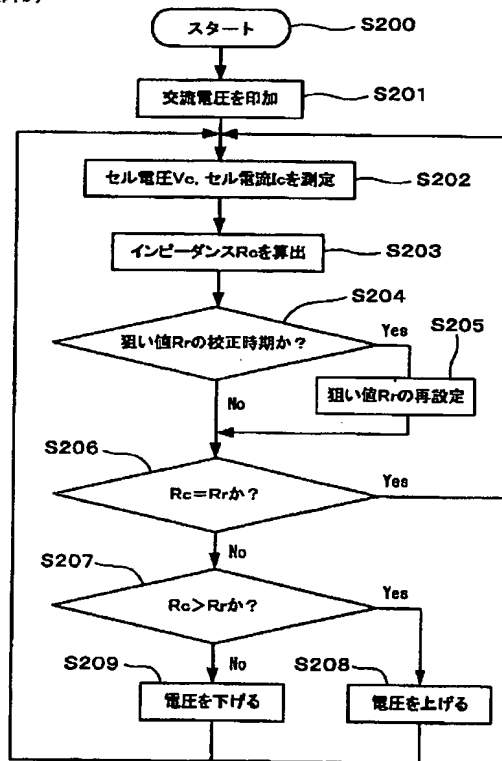 スタート
S200
交流電圧を印加
S201
セル電圧Vc，セル電流Icを測定
S202
インピーダンスRcを算出
S203
S204
狙い値Rrの校正時期か？
Yes
S205
狙い値Rrの再設定
No
S206
Rc＝Rrか？
Yes
No
S207
Rc＞Rrか？
Yes
S209
No
S208
電圧を下げる
電圧を上げる